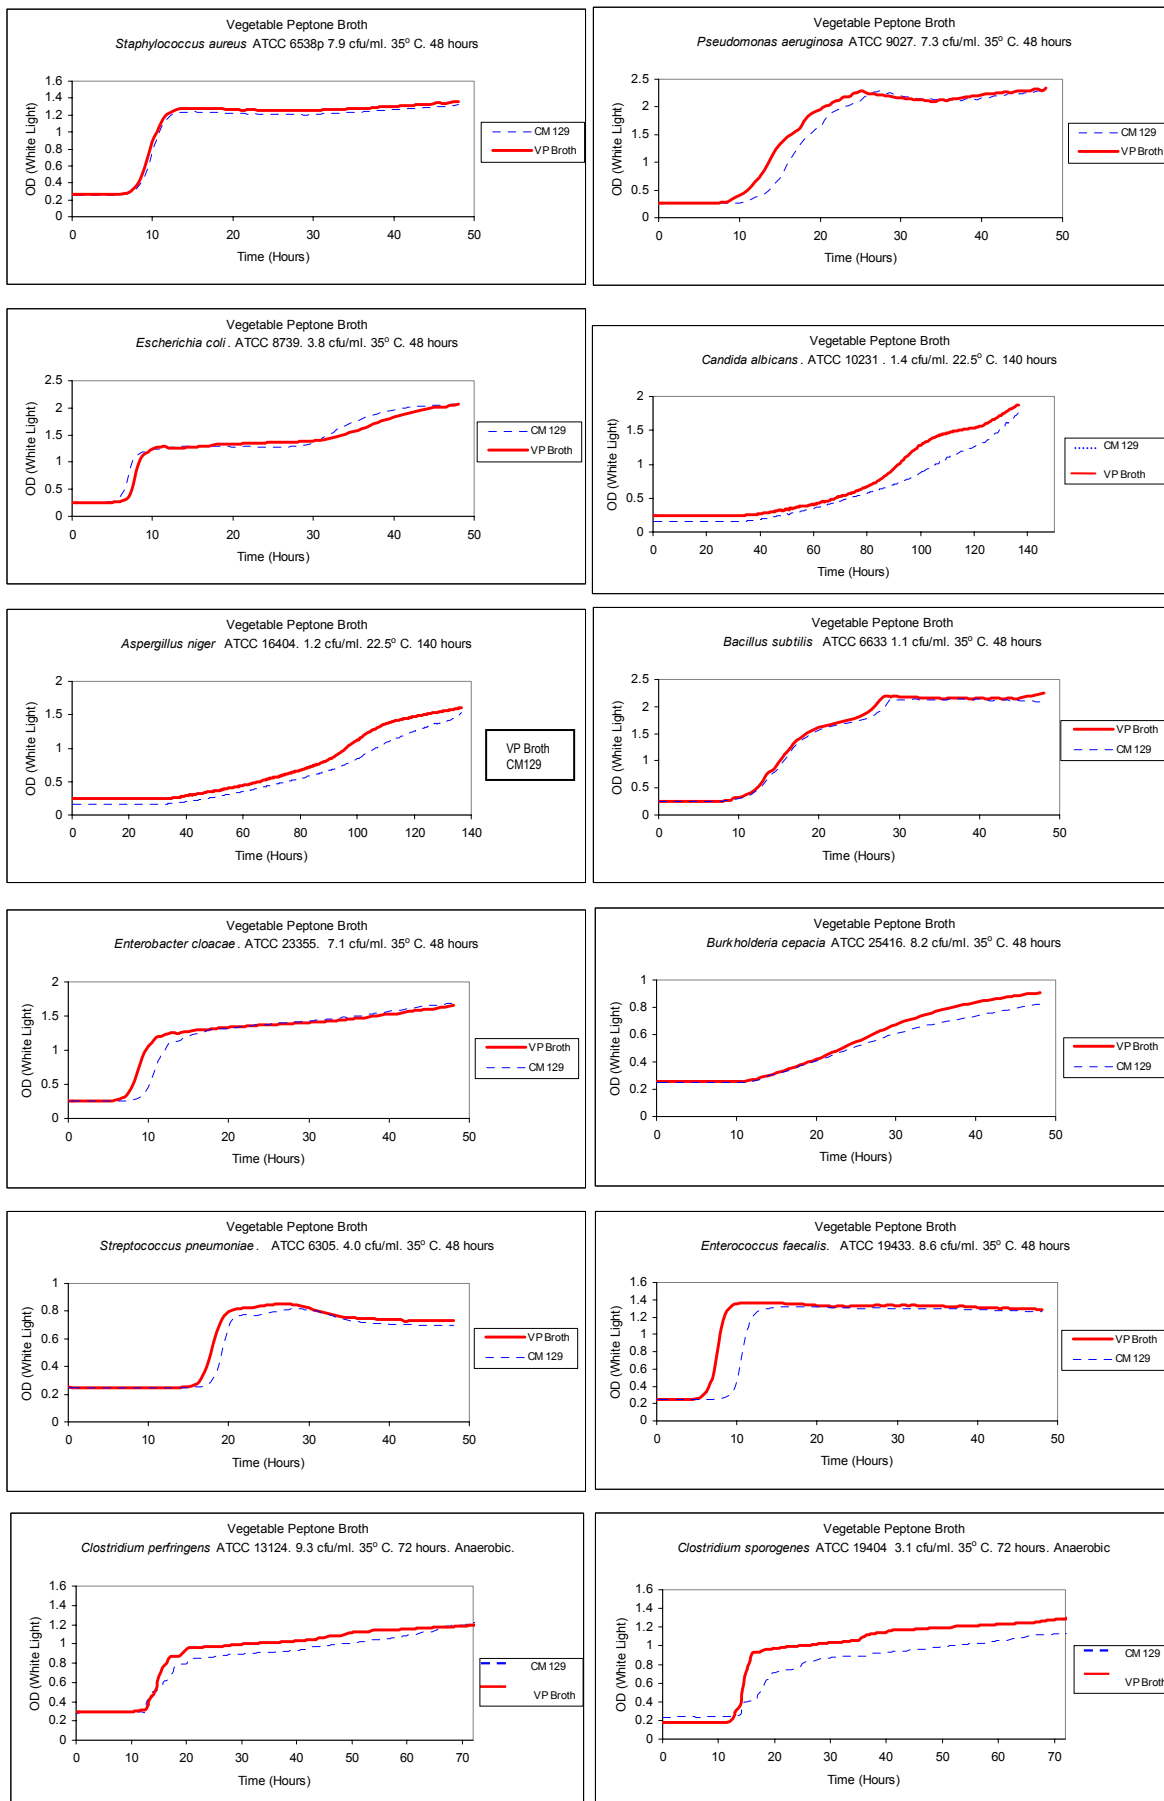 Vegetable Peptone Broth
Staphylococcus aureus ATCC 6538p 7.9 cfu/ml. 35o C. 48 hours
OD (White Light)
1.6
1.4
1.2
1
0.8
0.6
0.4
0.2
0
0 10 20 30 40 50
Time (Hours)
CM 129
VP Broth
Vegetable Peptone Broth
Pseudomonas aeruginosa ATCC 9027. 7.3 cfu/ml. 35o C. 48 hours
OD (White Light)
2.5
2
1.5
1
0.5
0
0 10 20 30 40 50
Time (Hours)
CM 129
VP Broth
Vegetable Peptone Broth
Escherichia coli. ATCC 8739. 3.8 cfu/ml. 35o C. 48 hours
OD (White Light)
2.5
2
1.5
1
0.5
0
0 10 20 30 40 50
Time (Hours)
CM 129
VP Broth
Vegetable Peptone Broth
Candida albicans. ATCC 10231 . 1.4 cfu/ml. 22.5o C. 140 hours
OD (White Light)
2
1.5
1
0.5
0
0 20 40 60 80 100 120 140
Time (Hours)
CM 129
VP Broth
Vegetable Peptone Broth
Aspergillus niger ATCC 16404. 1.2 cfu/ml. 22.5o C. 140 hours
OD (White Light)
2
1.5
1
0.5
0
0 20 40 60 80 100 120 140
Time (Hours)
VP Broth
CM129
Vegetable Peptone Broth
Bacillus subtilis ATCC 6633 1.1 cfu/ml. 35o C. 48 hours
OD (White Light)
2.5
2
1.5
1
0.5
0
0 10 20 30 40 50
Time (Hours)
VP Broth
CM 129
Vegetable Peptone Broth
Enterobacter cloacae. ATCC 23355. 7.1 cfu/ml. 35o C. 48 hours
OD (White Light)
2
1.5
1
0.5
0
0 10 20 30 40 50
Time (Hours)
VP Broth
CM 129
Vegetable Peptone Broth
Burkholderia cepacia ATCC 25416. 8.2 cfu/ml. 35o C. 48 hours
OD (White Light)
1
0.8
0.6
0.4
0.2
0
0 10 20 30 40 50
Time (Hours)
VP Broth
CM 129
Vegetable Peptone Broth
Streptococcus pneumoniae. ATCC 6305. 4.0 cfu/ml. 35o C. 48 hours
OD (White Light)
1
0.8
0.6
0.4
0.2
0
0 10 20 30 40 50
Time (Hours)
VP Broth
CM 129
Vegetable Peptone Broth
Enterococcus faecalis. ATCC 19433. 8.6 cfu/ml. 35o C. 48 hours
OD (White Light)
1.6
1.4
1.2
1
0.8
0.6
0.4
0.2
0
0 10 20 30 40 50
Time (Hours)
VP Broth
CM 129
Vegetable Peptone Broth
Clostridium perfringens ATCC 13124. 9.3 cfu/ml. 35o C. 72 hours. Anaerobic.
OD (White Light)
1.6
1.4
1.2
1
0.8
0.6
0.4
0.2
0
0 10 20 30 40 50 60 70
Time (Hours)
CM 129
VP Broth
Vegetable Peptone Broth
Clostridium sporogenes ATCC 19404 3.1 cfu/ml. 35o C. 72 hours. Anaerobic
OD (White Light)
1.6
1.4
1.2
1
0.8
0.6
0.4
0.2
0
0 10 20 30 40 50 60 70
Time (Hours)
CM 129
VP Broth